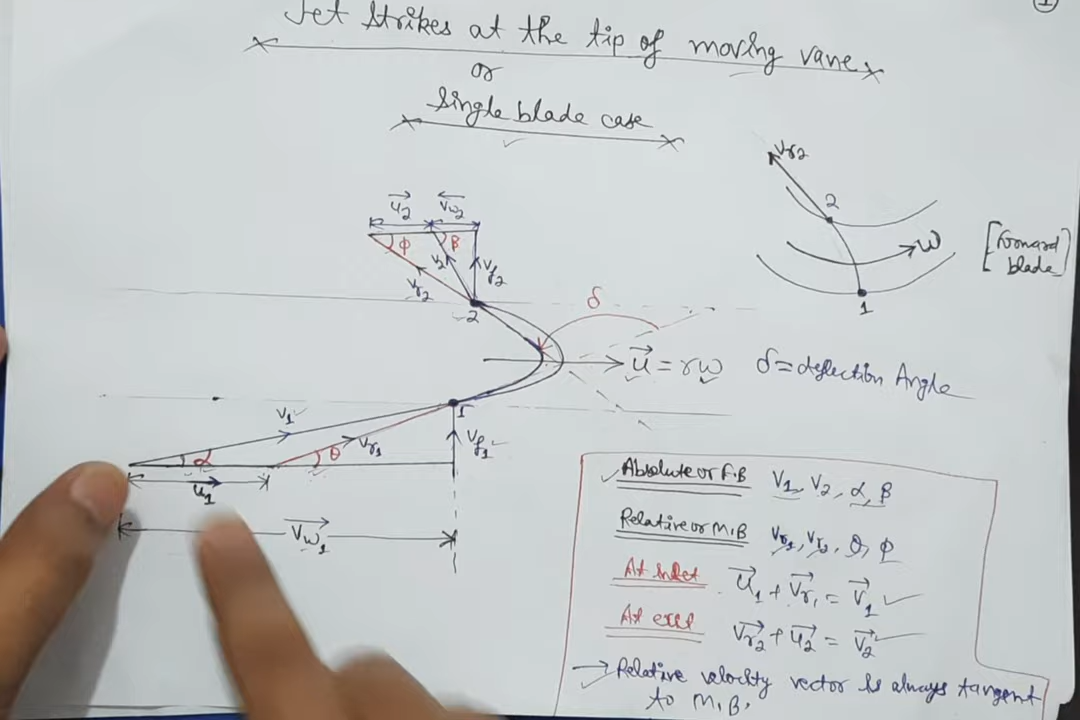 ①
Jet strikes at the tip of moving vane
or
Single blade case
u2 Vw2
φ β
V2 Vf2
Vr2
2
δ
u = rω δ = deflection Angle
1
V1
Vr1 Vf1
α θ
u1
Vw1
Vr2
2
ω
[forward
blade]
1
Absolute or F.B V1, V2, α, β
Relative or M.B Vr1, Vr2, θ, φ
At Inlet u1 + Vr1 = V1
At exit Vr2 + u2 = V2
→ Relative velocity vector is always tangent
to M.B.